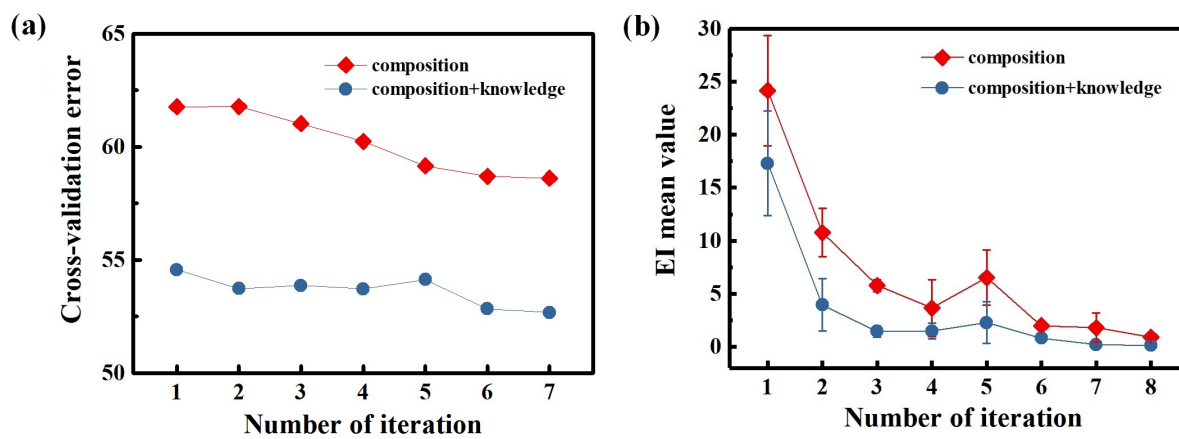 (a)
Cross-validation error
65
60
55
50
composition
composition+knowledge
1 2 3 4 5 6 7
Number of iteration
(b)
EI mean value
30
25
20
15
10
5
0
composition
composition+knowledge
1 2 3 4 5 6 7 8
Number of iteration